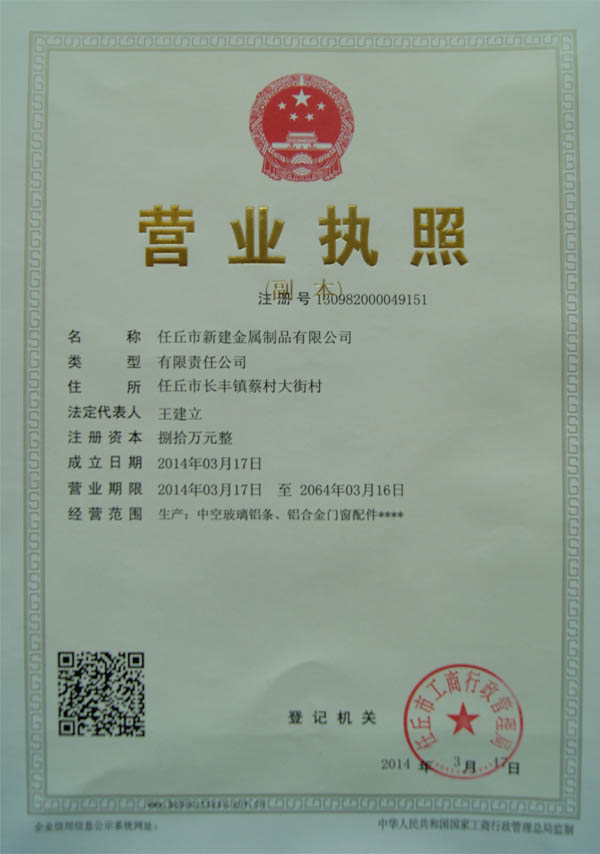 营业执照
(副 本)
注册号 130982000049151
名 称 任丘市新建金属制品有限公司
类 型 有限责任公司
住 所 任丘市长丰镇蔡村大街村
法定代表人 王建立
注册资本 捌拾万元整
成立日期 2014年03月17日
营业期限 2014年03月17日 至 2064年03月16日
经营范围 生产：中空玻璃铝条、铝合金门窗配件****
任丘市工商行政管理局
登记机关
2014 年 3 月 17 日
企业信用信息公示系统网址：
中华人民共和国国家工商行政管理总局监制